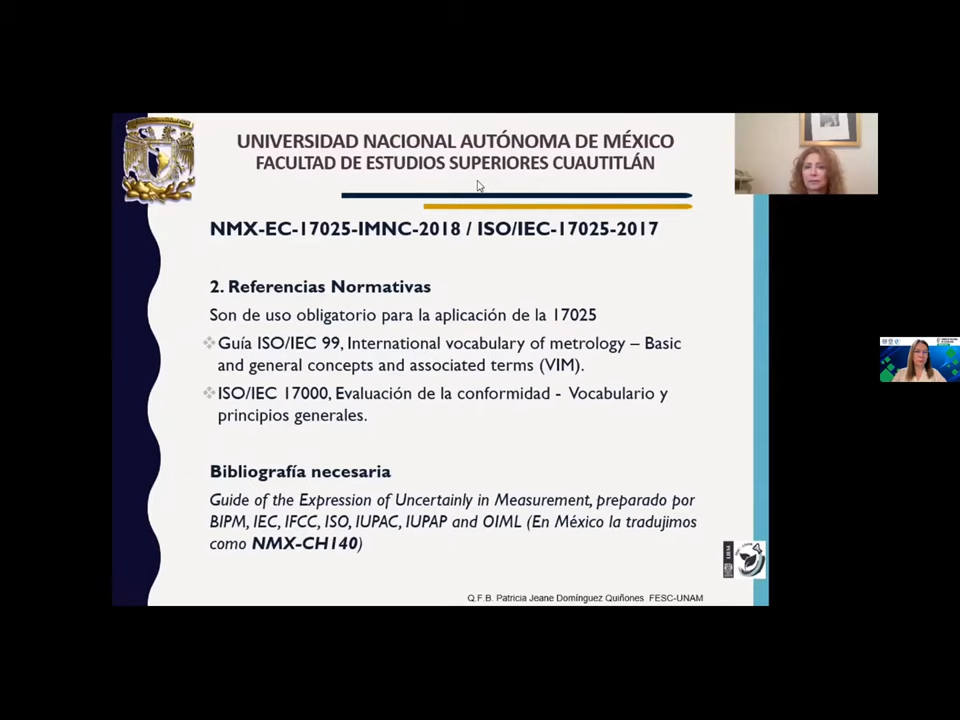 UNIVERSIDAD NACIONAL AUTÓNOMA DE MÉXICO
FACULTAD DE ESTUDIOS SUPERIORES CUAUTITLÁN
NMX-EC-17025-IMNC-2018 / ISO/IEC-17025-2017
2. Referencias Normativas
Son de uso obligatorio para la aplicación de la 17025
Guía ISO/IEC 99, International vocabulary of metrology – Basic
and general concepts and associated terms (VIM).
ISO/IEC 17000, Evaluación de la conformidad - Vocabulario y
principios generales.
Bibliografía necesaria
Guide of the Expression of Uncertainly in Measurement, preparado por
BIPM, IEC, IFCC, ISO, IUPAC, IUPAP and OIML (En México la tradujimos
como NMX-CH140)
Q.F.B. Patricia Jeane Domínguez Quiñones FESC-UNAM